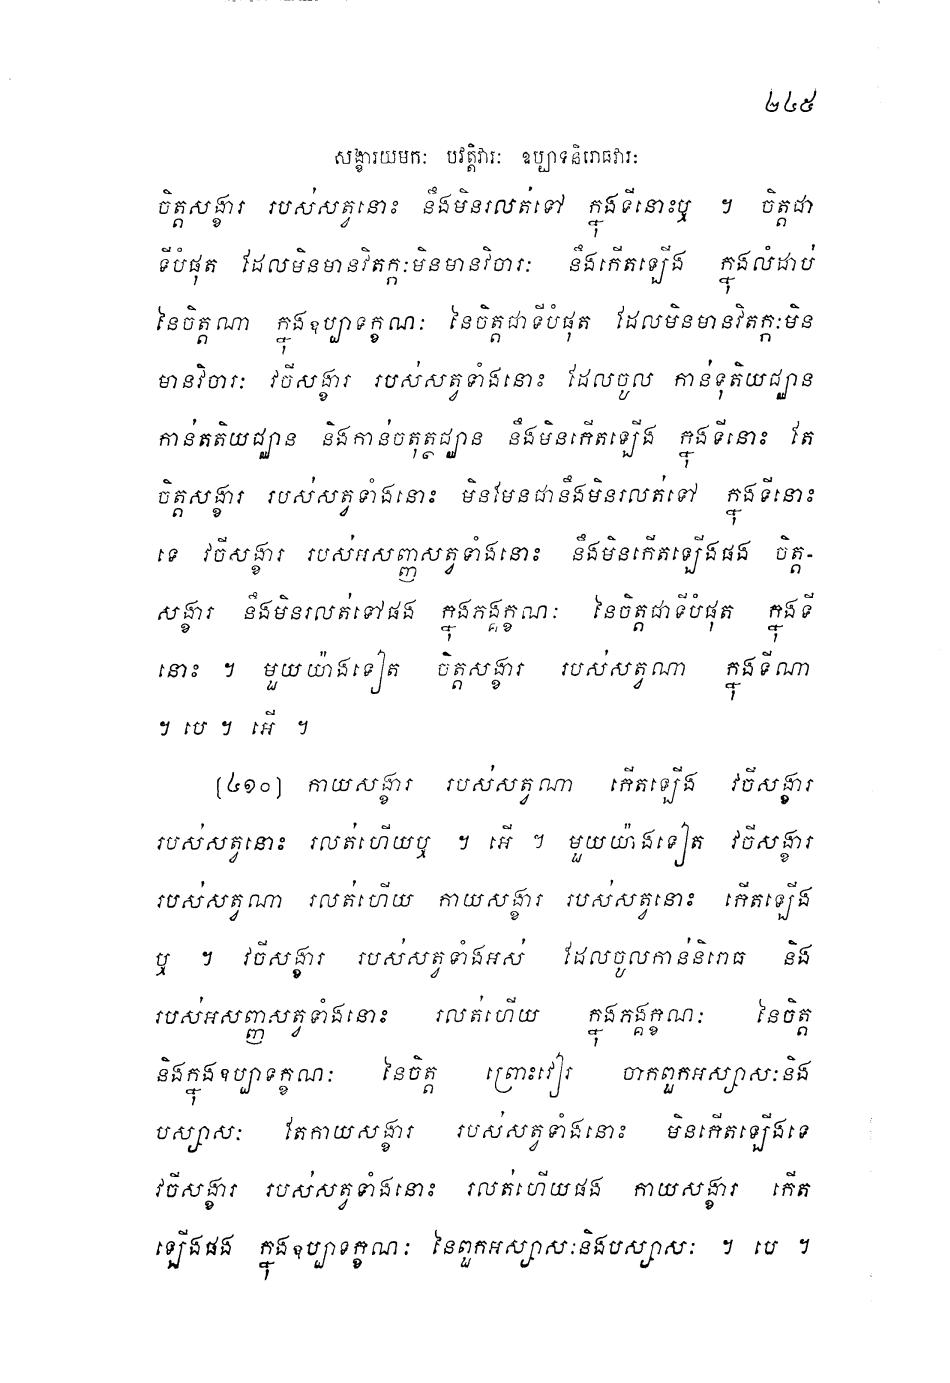 ២៤៥
សង្ខារយមកៈ បវត្តិវារៈ ឧប្បាទនិរោធវារៈ
ចិត្តសង្ខារ របស់សត្វនោះ នឹងមិនរលត់ទៅ ក្នុងទីនោះឬ ។ ចិត្តជា
ទីបំផុត ដែលមិនមានវិតក្កៈមិនមានវិចារៈ នឹងកើតឡើង ក្នុងលំដាប់
នៃចិត្តណា ក្នុងឧប្បាទក្ខណៈ នៃចិត្តជាទីបំផុត ដែលមិនមានវិតក្កៈមិន
មានវិចារៈ វចីសង្ខារ របស់សត្វទាំងនោះ ដែលចូល កាន់ទុតិយជ្ឈាន
កាន់តតិយជ្ឈាន និងកាន់ចតុត្ថជ្ឈាន នឹងមិនកើតឡើង ក្នុងទីនោះ តែ
ចិត្តសង្ខារ របស់សត្វទាំងនោះ មិនមែនជានឹងមិនរលត់ទៅ ក្នុងទីនោះ
ទេ វចីសង្ខារ របស់អសញ្ញសត្វទាំងនោះ នឹងមិនកើតឡើងផង ចិត្ត-
សង្ខារ នឹងមិនរលត់ទៅផង ក្នុងភង្គក្ខណៈ នៃចិត្តជាទីបំផុត ក្នុងទី
នោះ ។ មួយយ៉ាងទៀត ចិត្តសង្ខារ របស់សត្វណា ក្នុងទីណា
។ បេ ។ អើ ។
(៤១០) កាយសង្ខារ របស់សត្វណា កើតឡើង វចីសង្ខារ
របស់សត្វនោះ រលត់ហើយឬ ។ អើ ។ មួយយ៉ាងទៀត វចីសង្ខារ
របស់សត្វណា រលត់ហើយ កាយសង្ខារ របស់សត្វនោះ កើតឡើង
ឬ ។ វចីសង្ខារ របស់សត្វទាំងអស់ ដែលចូលកាន់និរោធ និង
របស់អសញ្ញសត្វទាំងនោះ រលត់ហើយ ក្នុងភង្គក្ខណៈ នៃចិត្ត
និងក្នុងឧប្បាទក្ខណៈ នៃចិត្ត ព្រោះវៀរ ចាកពួកអស្សាសៈនិង
បស្សាសៈ តែកាយសង្ខារ របស់សត្វទាំងនោះ មិនកើតឡើងទេ
វចីសង្ខារ របស់សត្វទាំងនោះ រលត់ហើយផង កាយសង្ខារ កើត
ឡើងផង ក្នុងឧប្បាទក្ខណៈ នៃពួកអស្សាសៈនិងបស្សាសៈ ។ បេ ។